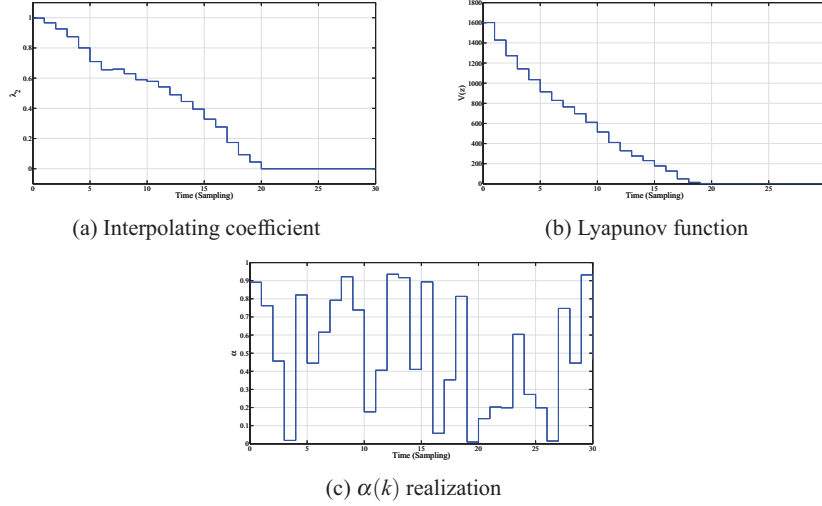 1
0.8
0.6
0.4
0.2
0
λ₂
0 5 10 15 20 25 30
Time (Sampling)
(a) Interpolating coefficient
1800
1600
1400
1200
1000
800
600
400
200
0
V(z)
0 5 10 15 20 25
Time (Sampling)
(b) Lyapunov function
1
0.9
0.8
0.7
0.6
0.5
0.4
0.3
0.2
0.1
0
α
0 5 10 15 20 25 30
Time (Sampling)
(c) α(k) realization